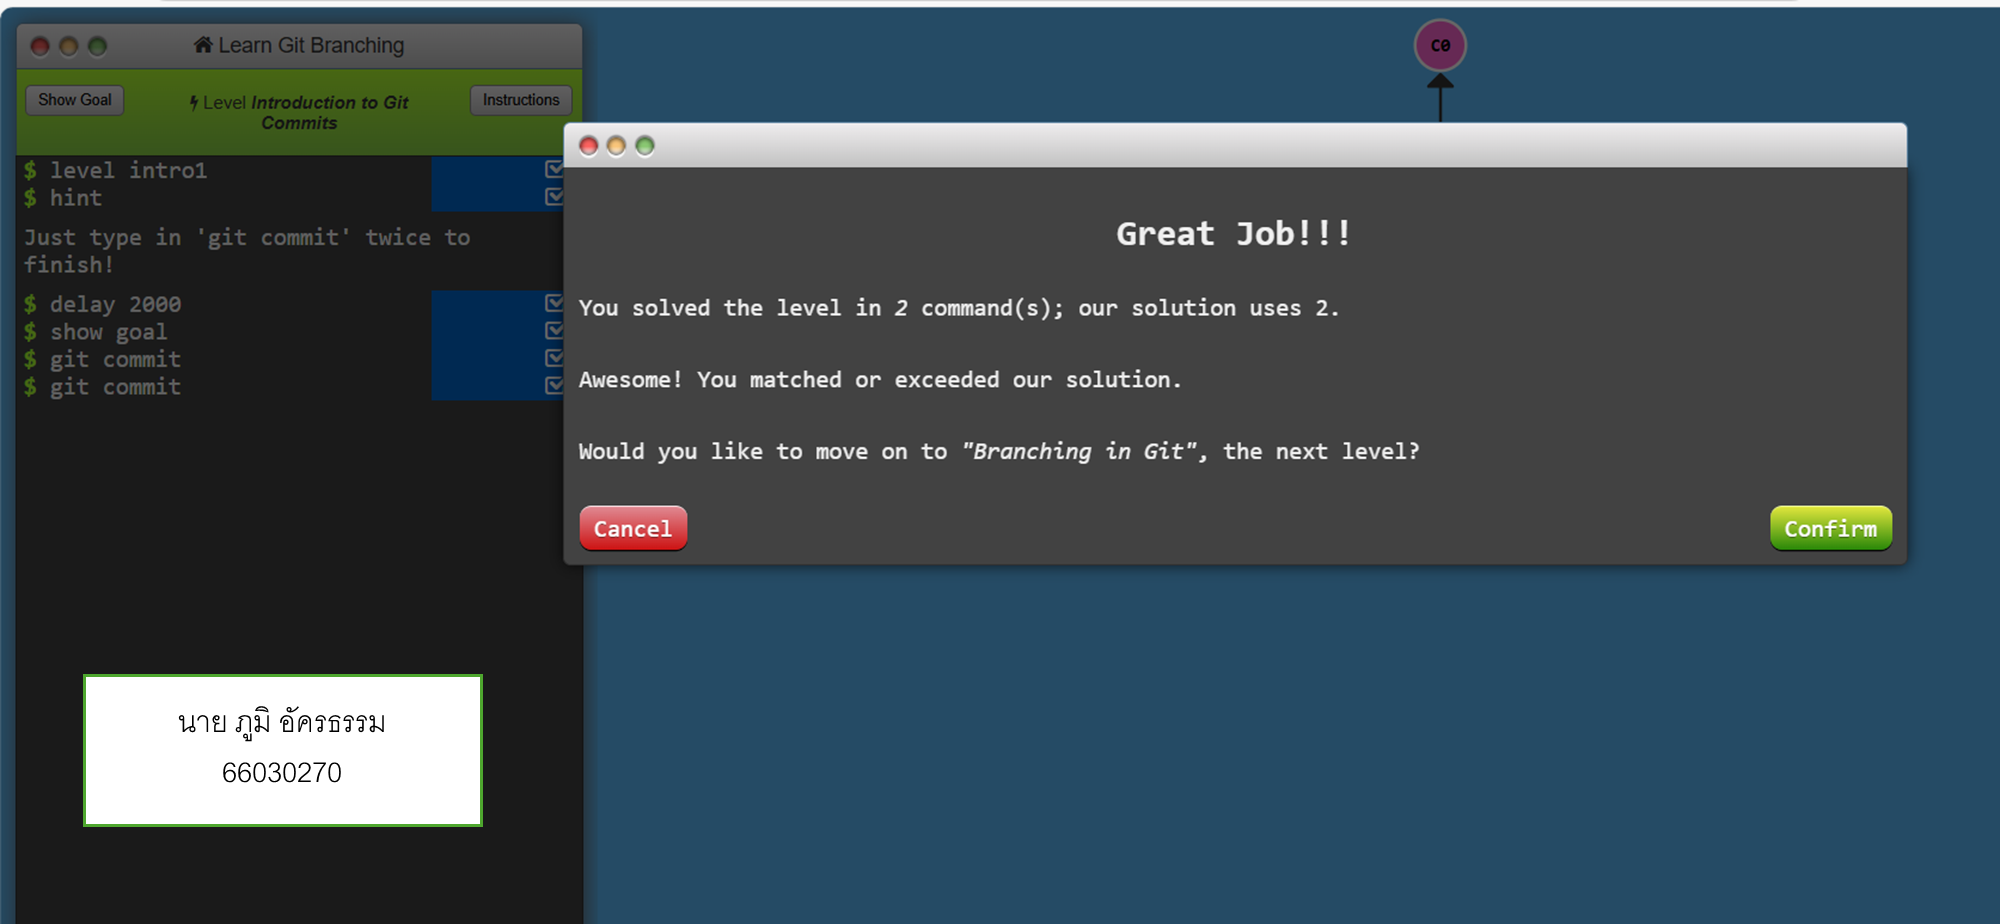 Learn Git Branching
Show Goal
Level Introduction to Git
Commits
Instructions
$ level intro1
$ hint
Just type in 'git commit' twice to
finish!
$ delay 2000
$ show goal
$ git commit
$ git commit
C0
Great Job!!!
You solved the level in 2 command(s); our solution uses 2.
Awesome! You matched or exceeded our solution.
Would you like to move on to "Branching in Git", the next level?
Cancel
Confirm
นาย ภูมิ อัครธรรม
66030270